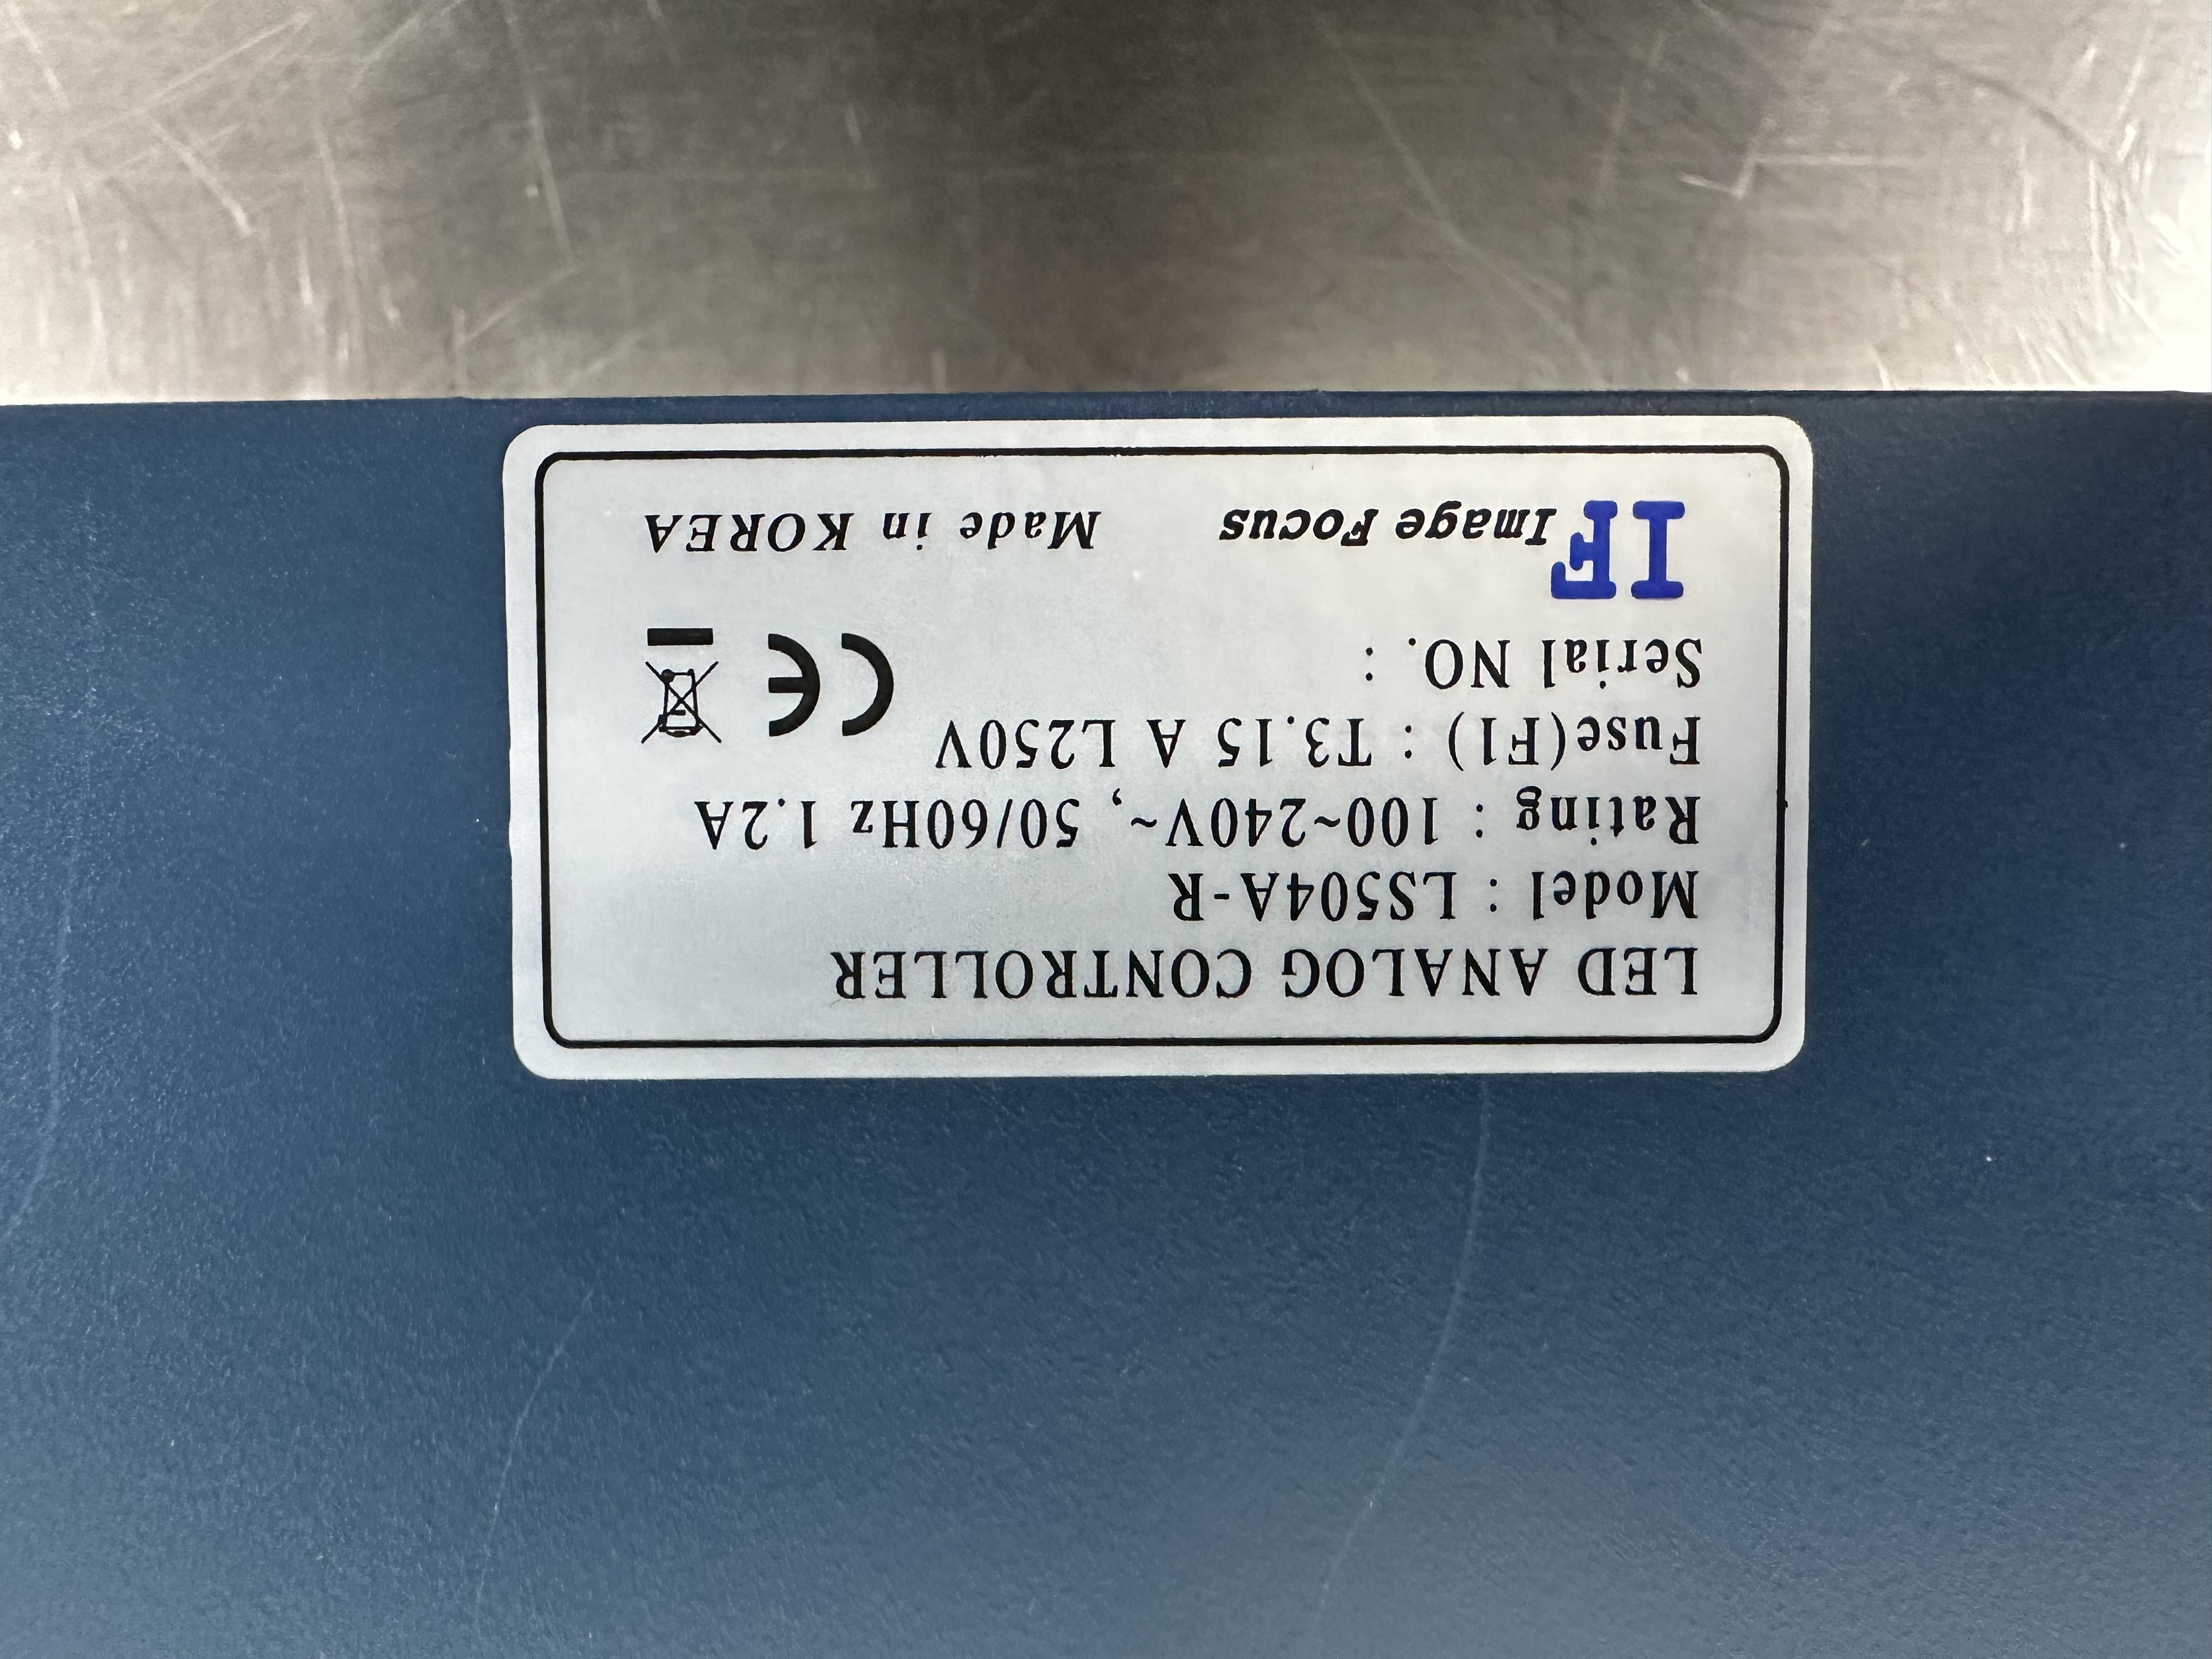 LED ANALOG CONTROLLER
Model : LS504A-R
Rating : 100~240V~, 50/60Hz 1.2A
Fuse(F1) : T3.15 A L250V
Serial NO. :
CE
IF Image Focus Made in KOREA